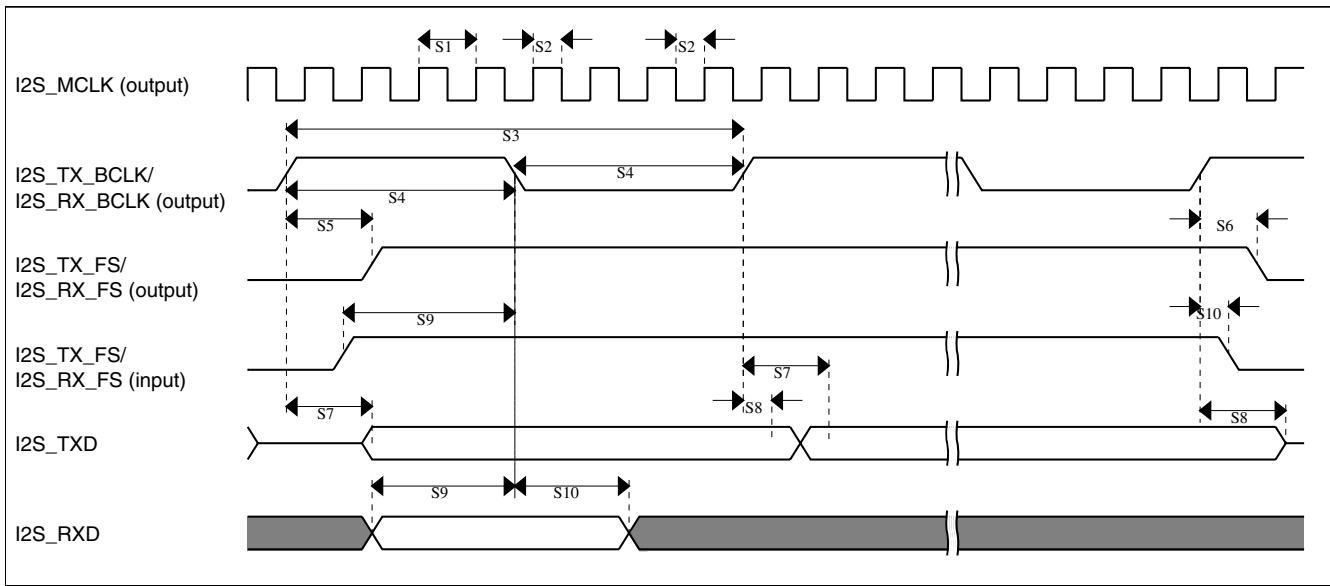 S1
S2
S2
I2S_MCLK (output)
S3
I2S_TX_BCLK/
I2S_RX_BCLK (output)
S4
S4
S5
S6
I2S_TX_FS/
I2S_RX_FS (output)
S9
S10
I2S_TX_FS/
I2S_RX_FS (input)
S7
S7
S8
S8
I2S_TXD
S9
S10
I2S_RXD